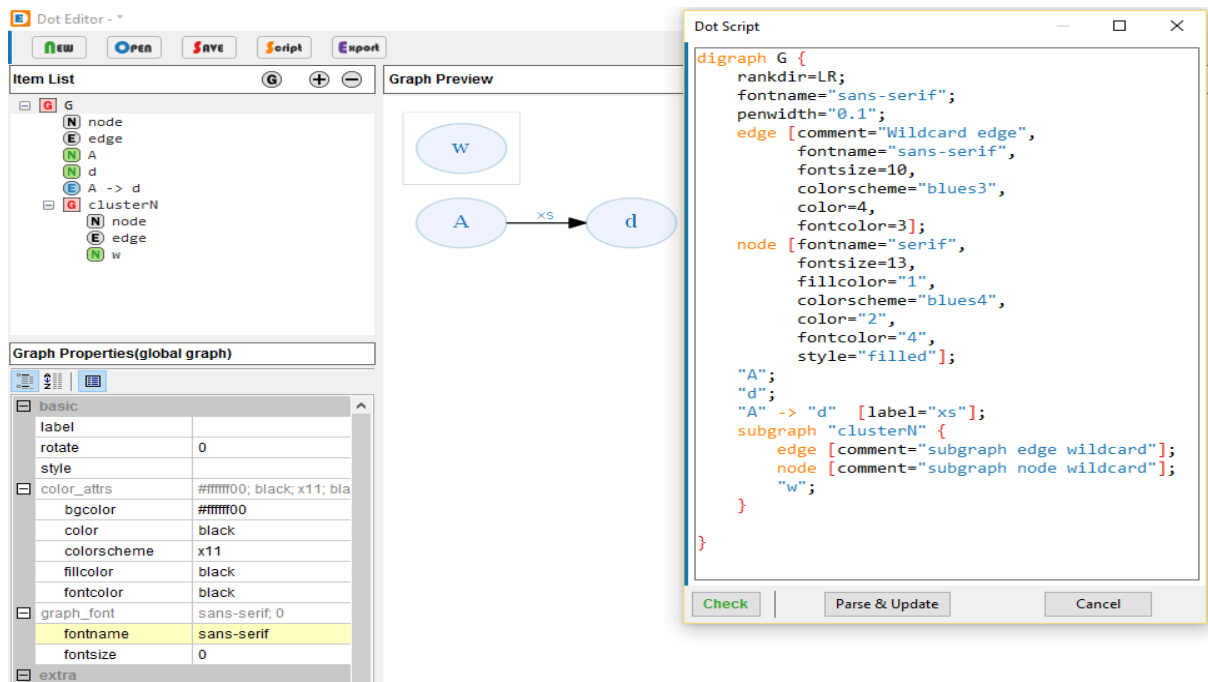 Dot Editor - *
New
Open
Save
Script
Export
Item List
G
Graph Preview
G G
N node
E edge
N A
N d
E A -> d
G clusterN
N node
E edge
N w
w
A
xs
d
Graph Properties(global graph)
basic
label
rotate 0
style
color_attrs #ffffff00; black; x11; bla
bgcolor #ffffff00
color black
colorscheme x11
fillcolor black
fontcolor black
graph_font sans-serif; 0
fontname sans-serif
fontsize 0
extra
Dot Script
digraph G {
    rankdir=LR;
    fontname="sans-serif";
    penwidth="0.1";
    edge [comment="Wildcard edge",
          fontname="sans-serif",
          fontsize=10,
          colorscheme="blues3",
          color=4,
          fontcolor=3];
    node [fontname="serif",
          fontsize=13,
          fillcolor="1",
          colorscheme="blues4",
          color="2",
          fontcolor="4",
          style="filled"];
    "A";
    "d";
    "A" -> "d"  [label="xs"];
    subgraph "clusterN" {
        edge [comment="subgraph edge wildcard"];
        node [comment="subgraph node wildcard"];
        "w";
    }
}
Check
Parse & Update
Cancel